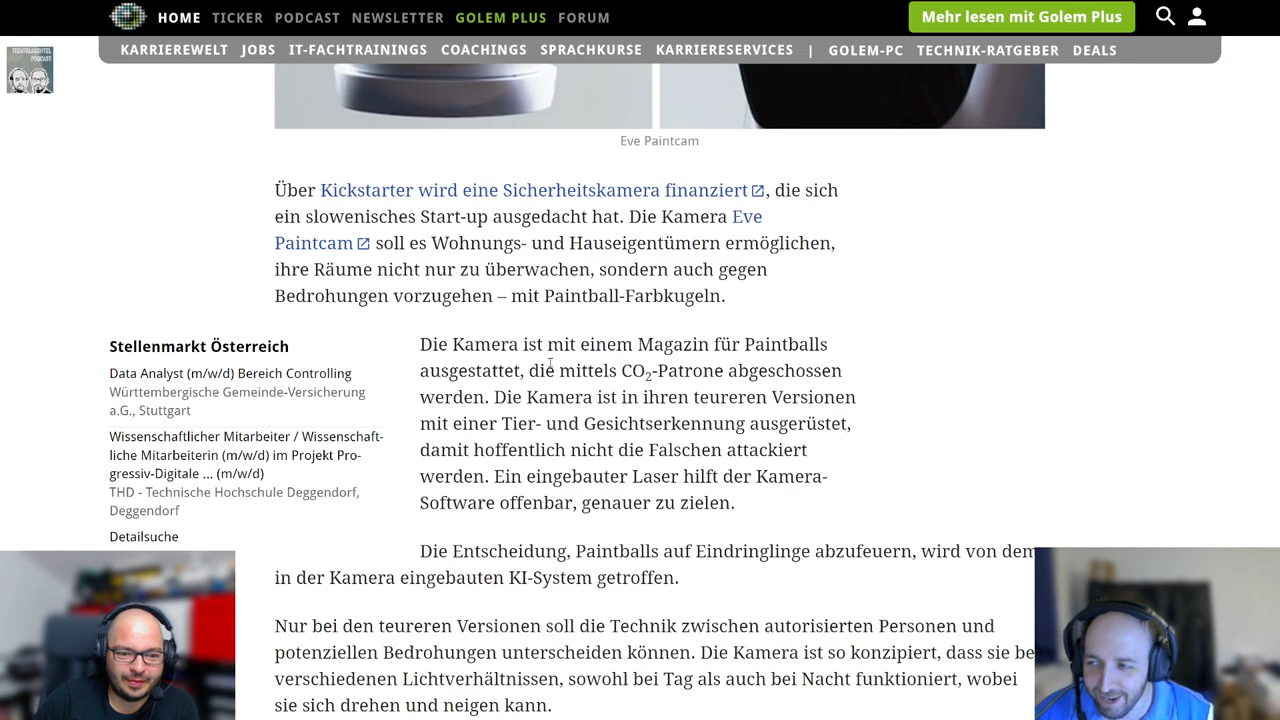 HOME TICKER PODCAST NEWSLETTER GOLEM PLUS FORUM Mehr lesen mit Golem Plus
KARRIEREWELT JOBS IT-FACHTRAININGS COACHINGS SPRACHKURSE KARRIERESERVICES | GOLEM-PC TECHNIK-RATGEBER DEALS
TECHTELMECHTEL
PODCAST
Eve Paintcam
Über Kickstarter wird eine Sicherheitskamera finanziert, die sich
ein slowenisches Start-up ausgedacht hat. Die Kamera Eve
Paintcam soll es Wohnungs- und Hauseigentümern ermöglichen,
ihre Räume nicht nur zu überwachen, sondern auch gegen
Bedrohungen vorzugehen – mit Paintball-Farbkugeln.
Stellenmarkt Österreich
Data Analyst (m/w/d) Bereich Controlling
Württembergische Gemeinde-Versicherung
a.G., Stuttgart
Wissenschaftlicher Mitarbeiter / Wissenschaft-
liche Mitarbeiterin (m/w/d) im Projekt Pro-
gressiv-Digitale ... (m/w/d)
THD - Technische Hochschule Deggendorf,
Deggendorf
Detailsuche
Die Kamera ist mit einem Magazin für Paintballs
ausgestattet, die mittels CO₂-Patrone abgeschossen
werden. Die Kamera ist in ihren teureren Versionen
mit einer Tier- und Gesichtserkennung ausgerüstet,
damit hoffentlich nicht die Falschen attackiert
werden. Ein eingebauter Laser hilft der Kamera-
Software offenbar, genauer zu zielen.
Die Entscheidung, Paintballs auf Eindringlinge abzufeuern, wird von dem
in der Kamera eingebauten KI-System getroffen.
Nur bei den teureren Versionen soll die Technik zwischen autorisierten Personen und
potenziellen Bedrohungen unterscheiden können. Die Kamera ist so konzipiert, dass sie be
verschiedenen Lichtverhältnissen, sowohl bei Tag als auch bei Nacht funktioniert, wobei
sie sich drehen und neigen kann.